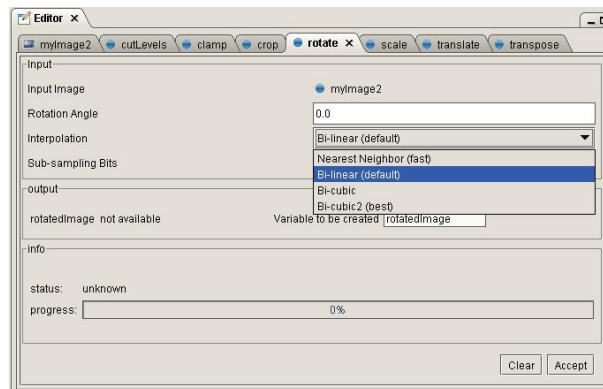 Editor
myImage2 cutLevels clamp crop rotate scale translate transpose
Input
Input Image myImage2
Rotation Angle 0.0
Interpolation Bi-linear (default)
Nearest Neighbor (fast)
Sub-sampling Bits Bi-linear (default)
Bi-cubic
Bi-cubic2 (best)
output
rotatedImage not available Variable to be created rotatedImage
info
status: unknown
progress: 0%
Clear Accept